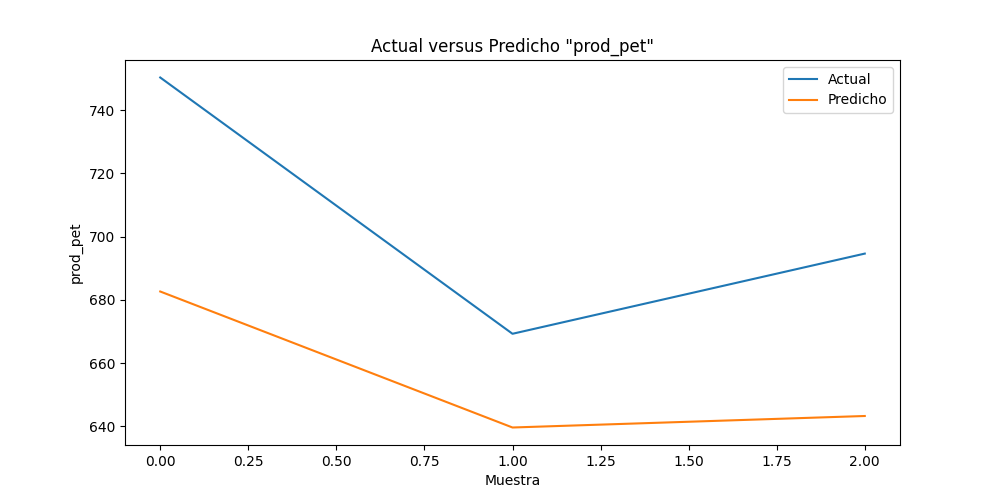 Actual versus Predicho "prod_pet"
Actual
Predicho
prod_pet
740
720
700
680
660
640
0.00 0.25 0.50 0.75 1.00 1.25 1.50 1.75 2.00
Muestra